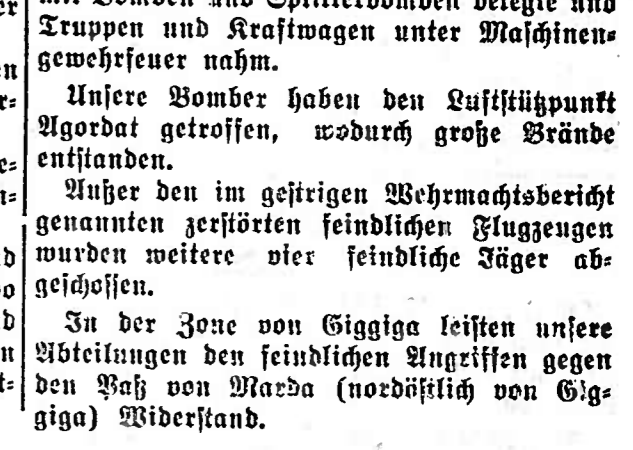 mit Bomben und Splitterbomben belegte und
Truppen und Kraftwagen unter Maschinen=
gewehrfeuer nahm.
Unsere Bomber haben den Luftstützpunkt
Agordat getroffen, wodurch große Brände
entstanden.
Außer den im gestrigen Wehrmachtsbericht
genannten zerstörten feindlichen Flugzeugen
wurden weitere vier feindliche Jäger ab=
geschossen.
In der Zone von Giggiga leisten unsere
Abteilungen den feindlichen Angriffen gegen
den Paß von Marda (nordöstlich von Gig=
giga) Widerstand.